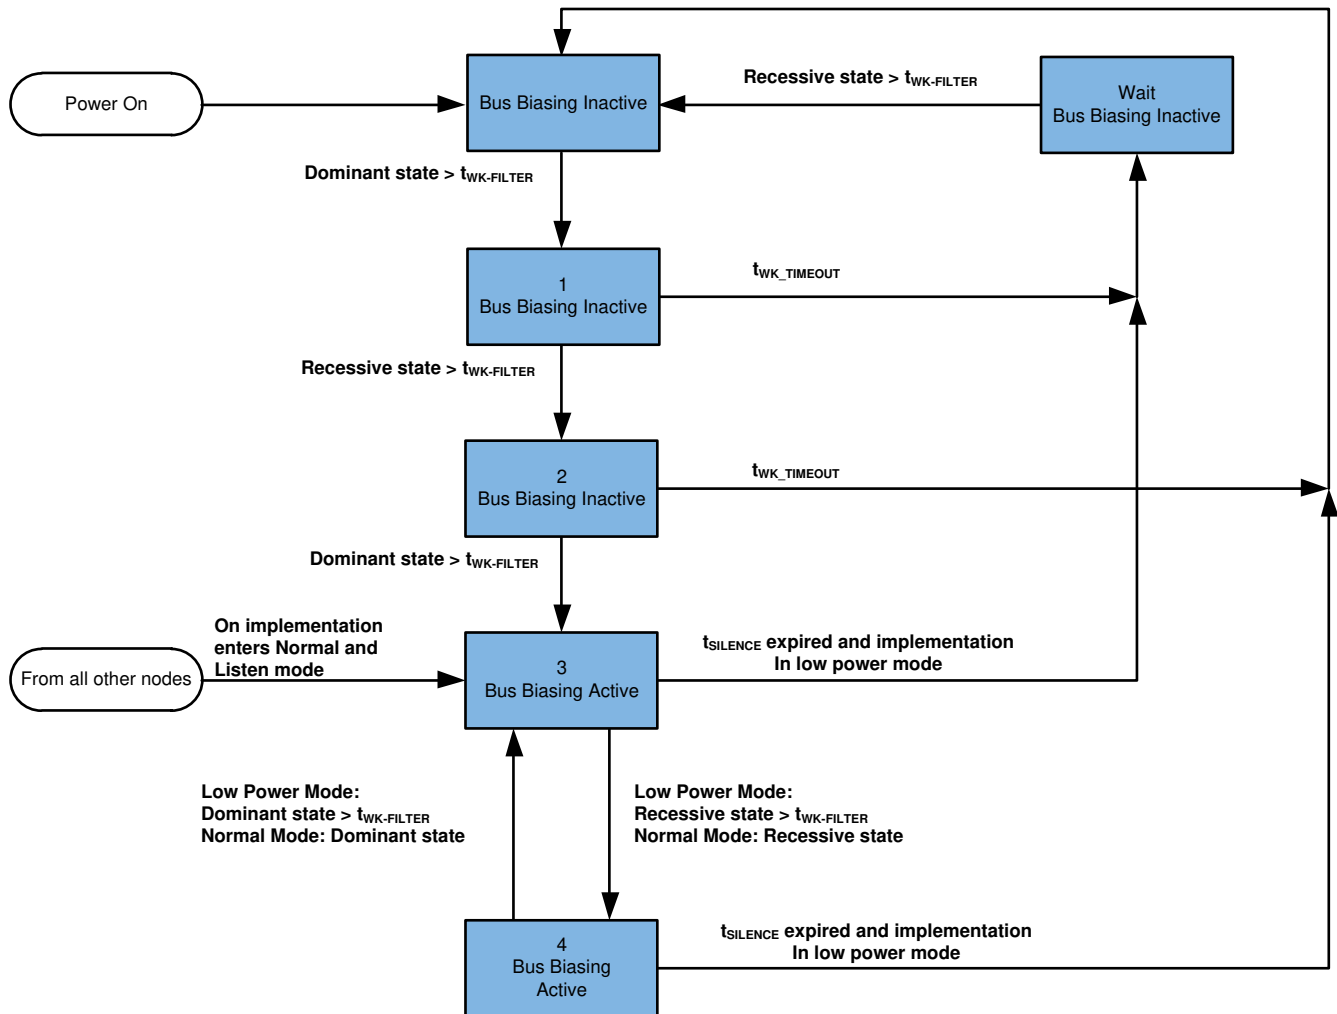 Power On
Bus Biasing Inactive
Recessive state > tWK-FILTER
Wait
Bus Biasing Inactive
Dominant state > tWK-FILTER
1
Bus Biasing Inactive
tWK_TIMEOUT
Recessive state > tWK-FILTER
2
Bus Biasing Inactive
tWK_TIMEOUT
Dominant state > tWK-FILTER
On implementation
enters Normal and
Listen mode
From all other nodes
3
Bus Biasing Active
tSILENCE expired and implementation
In low power mode
Low Power Mode:
Dominant state > tWK-FILTER
Normal Mode: Dominant state
Low Power Mode:
Recessive state > tWK-FILTER
Normal Mode: Recessive state
4
Bus Biasing
Active
tSILENCE expired and implementation
In low power mode